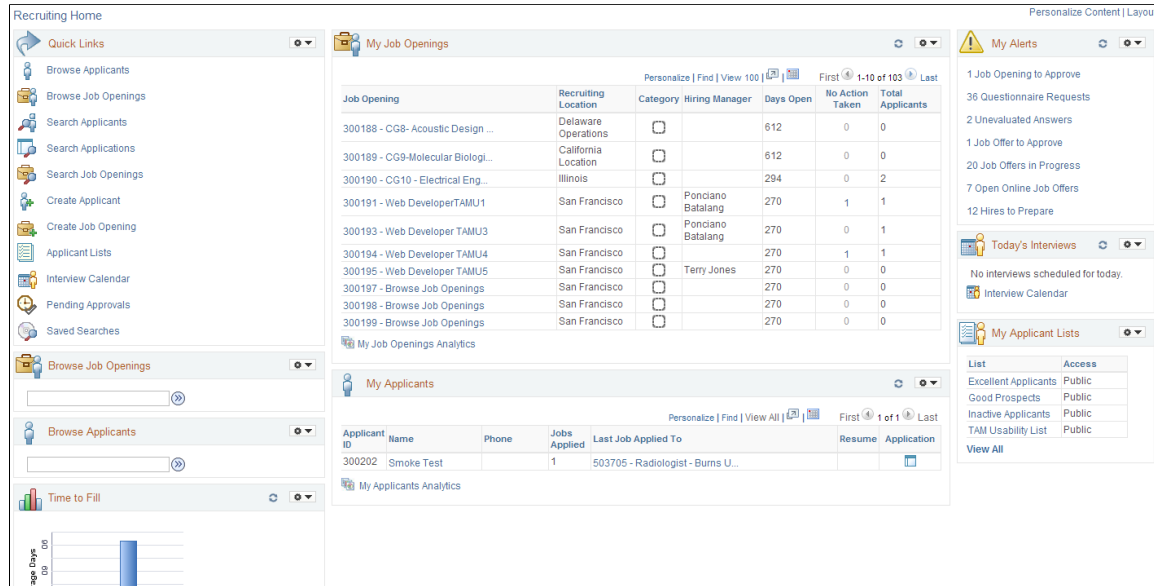 Recruiting Home
Personalize Content | Layou
Quick Links
Browse Applicants
Browse Job Openings
Search Applicants
Search Applications
Search Job Openings
Create Applicant
Create Job Opening
Applicant Lists
Interview Calendar
Pending Approvals
Saved Searches
Browse Job Openings
Browse Applicants
Time to Fill
rage Days
90
60
My Job Openings
Personalize | Find | View 100 | | First 1-10 of 103 Last
Job Opening Recruiting Location Category Hiring Manager Days Open No Action Taken Total Applicants
300188 - CG8- Acoustic Design ... Delaware Operations 612 0 0
300189 - CG9-Molecular Biologi... California Location 612 0 0
300190 - CG10 - Electrical Eng... Illinois 294 0 2
300191 - Web DeveloperTAMU1 San Francisco Ponciano Batalang 270 1 1
300193 - Web Developer TAMU3 San Francisco Ponciano Batalang 270 0 1
300194 - Web Developer TAMU4 San Francisco 270 1 1
300195 - Web Developer TAMU5 San Francisco Terry Jones 270 0 0
300197 - Browse Job Openings San Francisco 270 0 0
300198 - Browse Job Openings San Francisco 270 0 0
300199 - Browse Job Openings San Francisco 270 0 0
My Job Openings Analytics
My Applicants
Personalize | Find | View All | | First 1 of 1 Last
Applicant ID Name Phone Jobs Applied Last Job Applied To Resume Application
300202 Smoke Test 1 503705 - Radiologist - Burns U...
My Applicants Analytics
My Alerts
1 Job Opening to Approve
36 Questionnaire Requests
2 Unevaluated Answers
1 Job Offer to Approve
20 Job Offers in Progress
7 Open Online Job Offers
12 Hires to Prepare
Today's Interviews
No interviews scheduled for today.
Interview Calendar
My Applicant Lists
List Access
Excellent Applicants Public
Good Prospects Public
Inactive Applicants Public
TAM Usability List Public
View All